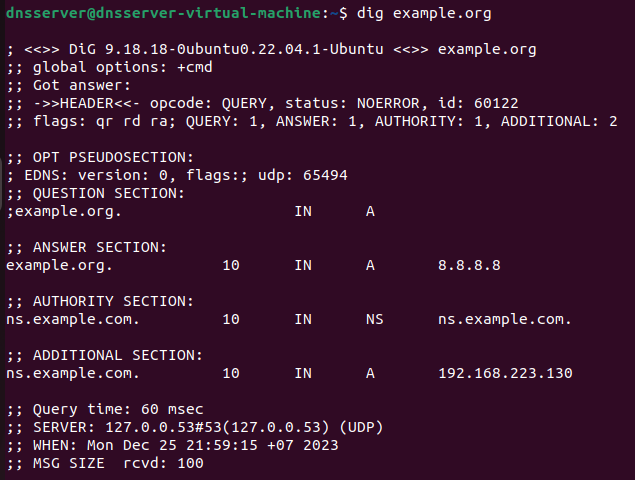 dnsserver@dnsserver-virtual-machine:~$ dig example.org
; <<>> DiG 9.18.18-0ubuntu0.22.04.1-Ubuntu <<>> example.org
;; global options: +cmd
;; Got answer:
;; ->>HEADER<<- opcode: QUERY, status: NOERROR, id: 60122
;; flags: qr rd ra; QUERY: 1, ANSWER: 1, AUTHORITY: 1, ADDITIONAL: 2
;; OPT PSEUDOSECTION:
; EDNS: version: 0, flags:; udp: 65494
;; QUESTION SECTION:
;example.org. IN A
;; ANSWER SECTION:
example.org. 10 IN A 8.8.8.8
;; AUTHORITY SECTION:
ns.example.com. 10 IN NS ns.example.com.
;; ADDITIONAL SECTION:
ns.example.com. 10 IN A 192.168.223.130
;; Query time: 60 msec
;; SERVER: 127.0.0.53#53(127.0.0.53) (UDP)
;; WHEN: Mon Dec 25 21:59:15 +07 2023
;; MSG SIZE rcvd: 100